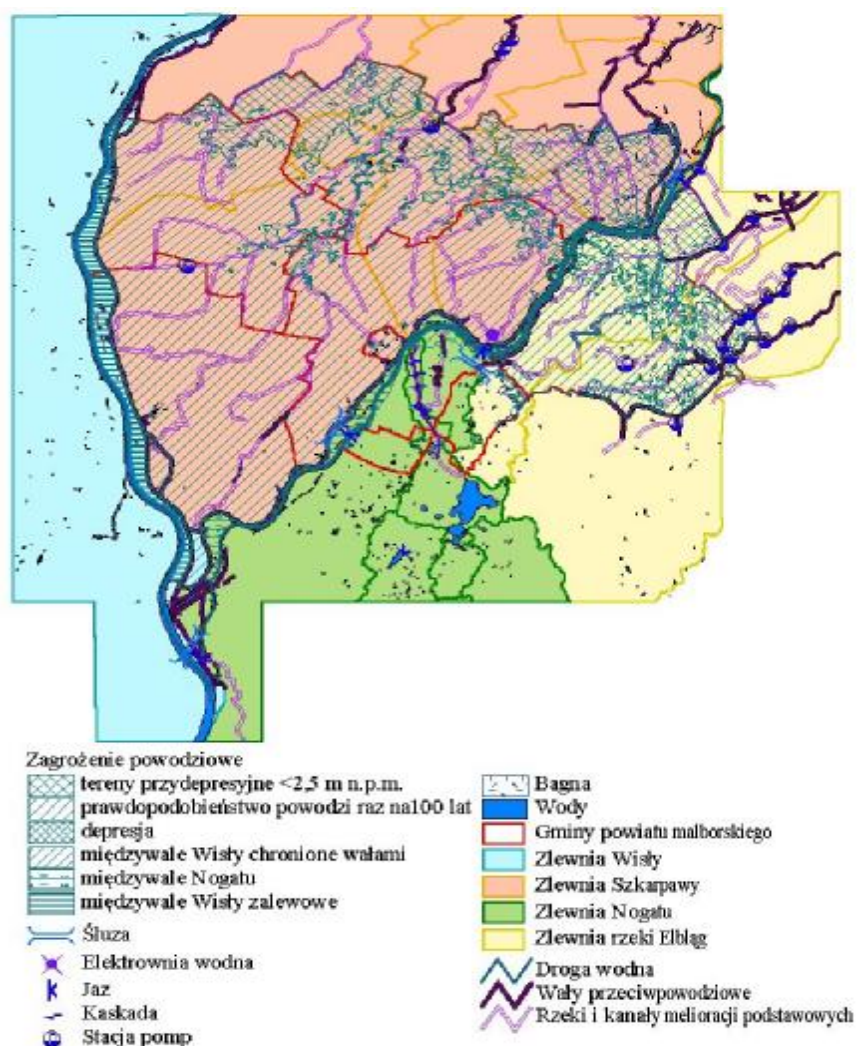 Zagrożenie powodziowe
tereny przydepresyjne <2,5 m n.p.m.
prawdopodobieństwo powodzi raz na100 lat
depresja
międzywale Wisły chronione wałami
międzywale Nogatu
międzywale Wisły zalewowe
Śluza
Elektrownia wodna
Jaz
Kaskada
Stacja pomp
Bagna
Wody
Gminy powiatu malborskiego
Zlewnia Wisły
Zlewnia Szkarpawy
Zlewnia Nogatu
Zlewnia rzeki Elbląg
Droga wodna
Wały przeciwpowodziowe
Rzeki i kanały melioracji podstawowych